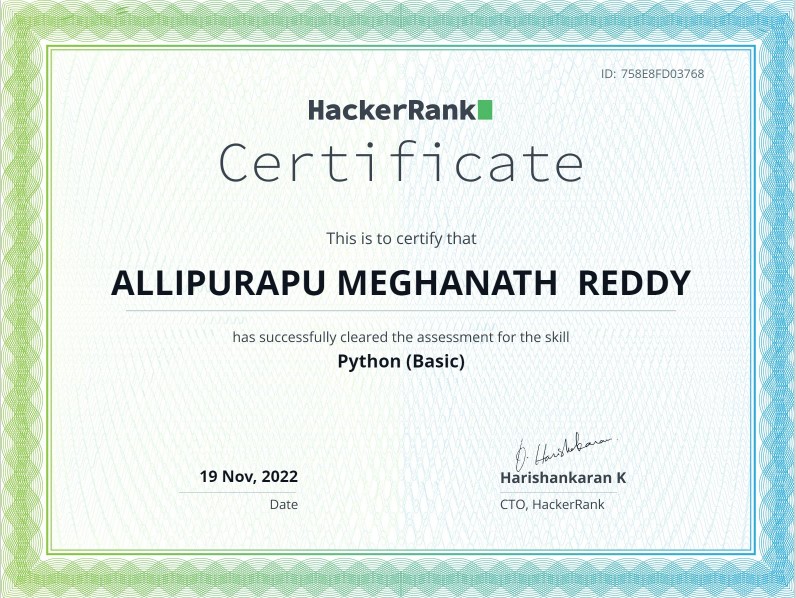 ID: 758E8FD03768
HackerRank
Certificate
This is to certify that
ALLIPURAPU MEGHANATH  REDDY
has successfully cleared the assessment for the skill
Python (Basic)
19 Nov, 2022
Date
Harishankaran K
CTO, HackerRank